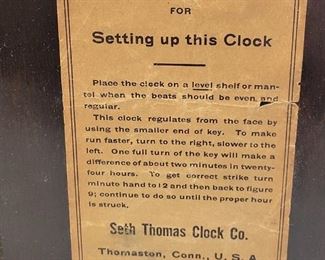 FOR
Setting up this Clock
Place the clock on a level shelf or man-
tel when the beats should be even and
regular.
This clock regulates from the face by
using the smaller end of key. To make
run faster, turn to the right, slower to the
left. One full turn of the key will make a
difference of about two minutes in twenty-
four hours. To get correct strike turn
minute hand to 12 and then back to figure
9; continue to do so until the proper hour
is struck.
Seth Thomas Clock Co.
Thomaston, Conn., U. S. A